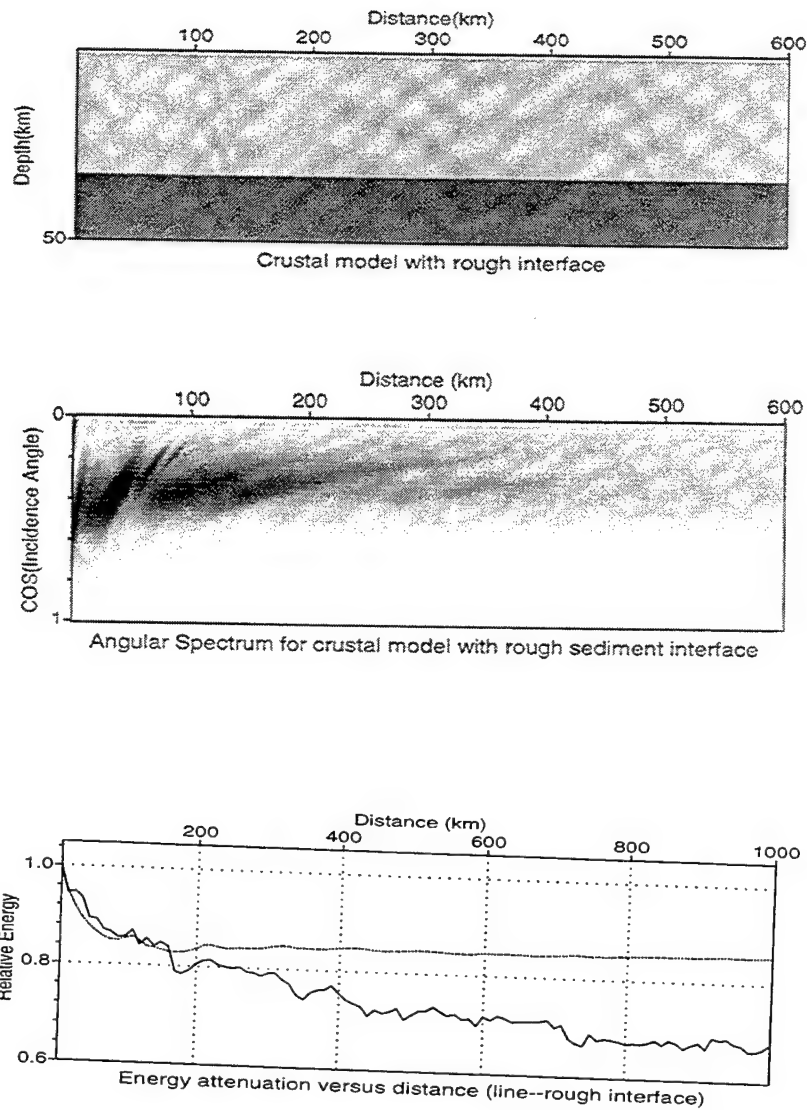 Distance(km)
100 200 300 400 500 600
Depth(km)
50
Crustal model with rough interface
Distance (km)
100 200 300 400 500 600
0
COS(Incidence Angle)
1
Angular Spectrum for crustal model with rough sediment interface
Distance (km)
200 400 600 800 1000
1.0
Relative Energy
0.8
0.6
Energy attenuation versus distance (line--rough interface)